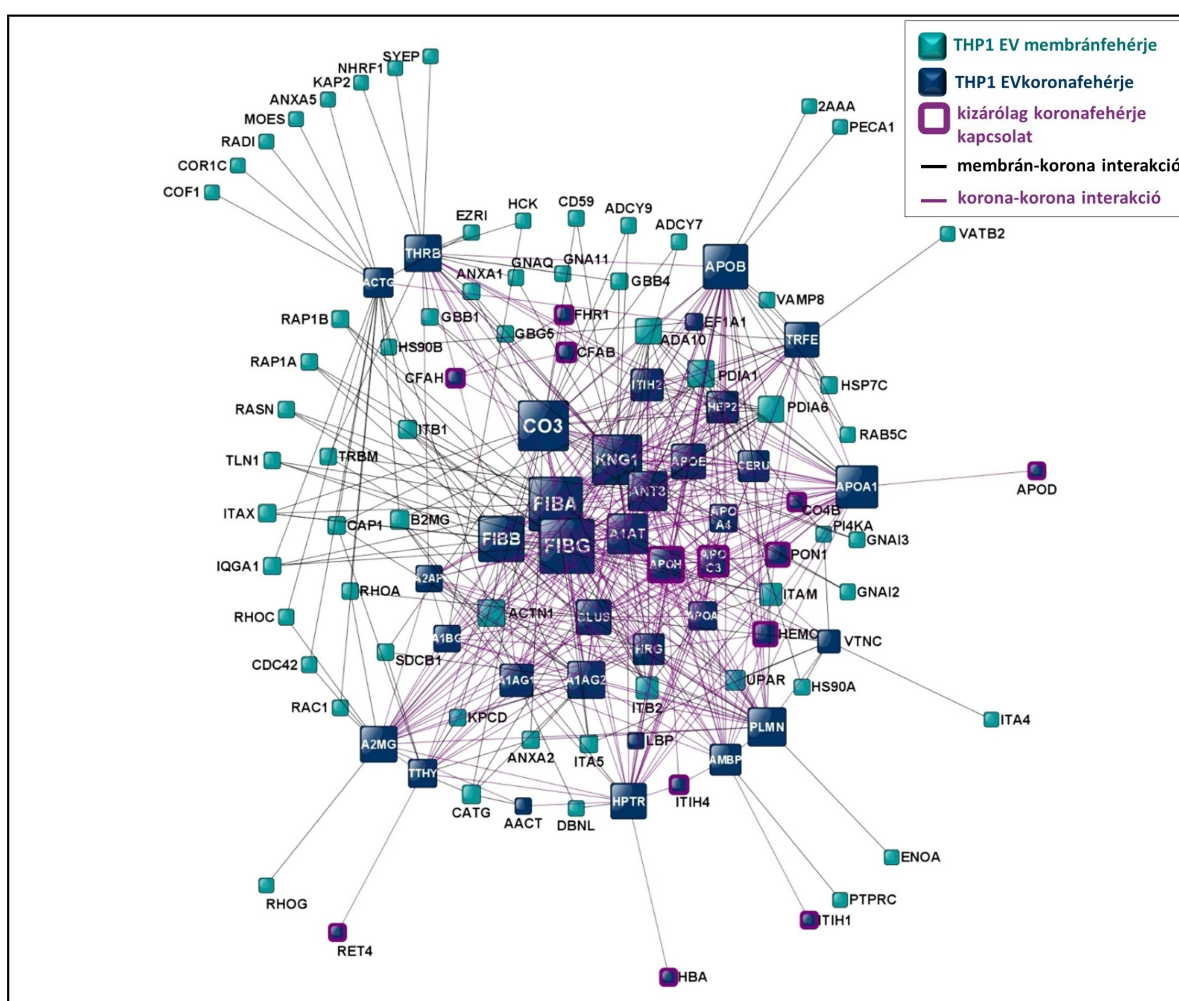 THP1 EV membránfehérje
THP1 EVkoronafehérje
kizárólag koronafehérje
kapcsolat
membrán-korona interakció
korona-korona interakció
SYEP
NHRF1
KAP2
ANXA5
MOES
RADI
COR1C
COF1
2AAA
PECA1
EZRI
HCK
CD59
ADCY9
ADCY7
VATB2
THRB
ACTG
ANXA1
GNAQ
GNA11
GBB4
APOB
VAMP8
RAP1B
GBB1
HS90B
GBG5
FHR1
CFAB
EF1A1
ADA10
TRFE
RAP1A
CFAH
ITIH2
PDIA1
HSP7C
RASN
ITB1
CO3
HEP2
PDIA6
RAB5C
TLN1
TRBM
KNG1
APOE
CERU
APOA1
APOD
ITAX
CAP1
B2MG
FIBA
ANT3
CO4B
APO
A4
PI4KA
GNAI3
FIBB
FIBG
A1AT
IQGA1
A2AP
APOH
APO
C3
PON1
RHOA
ITAM
GNAI2
RHOC
ACTN1
CLUS
APOA
HEMO
VTNC
CDC42
SDCB1
A1BG
HRG
RAC1
A1AG1
A1AG2
ITB2
UPAR
HS90A
ITA4
A2MG
KPCD
ANXA2
ITA5
LBP
PLMN
TTHY
AMBP
CATG
AACT
DBNL
HPTR
ITIH4
RHOG
RET4
ENOA
PTPRC
ITIH1
HBA